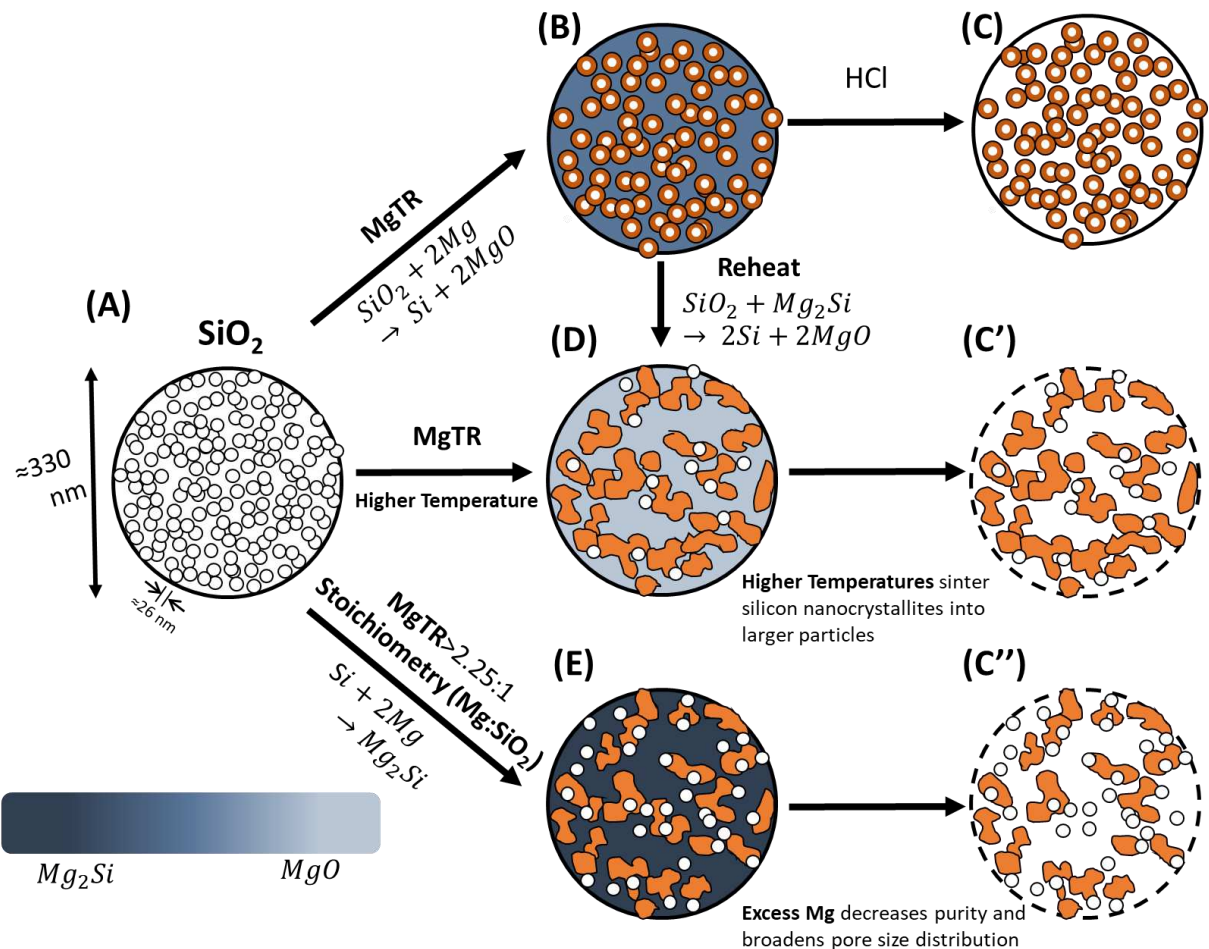 (B)
(C)
HCl
MgTR
SiO₂ + 2Mg
→ Si + 2MgO
Reheat
SiO₂ + Mg₂Si
→ 2Si + 2MgO
(A)
SiO₂
≈330
nm
≈26 nm
(D)
(C')
MgTR
Higher Temperature
Higher Temperatures sinter
silicon nanocrystallites into
larger particles
MgTR>2.25:1
Stoichiometry (Mg:SiO₂)
Si + 2Mg
→ Mg₂Si
(E)
(C'')
Mg₂Si
MgO
Excess Mg decreases purity and
broadens pore size distribution